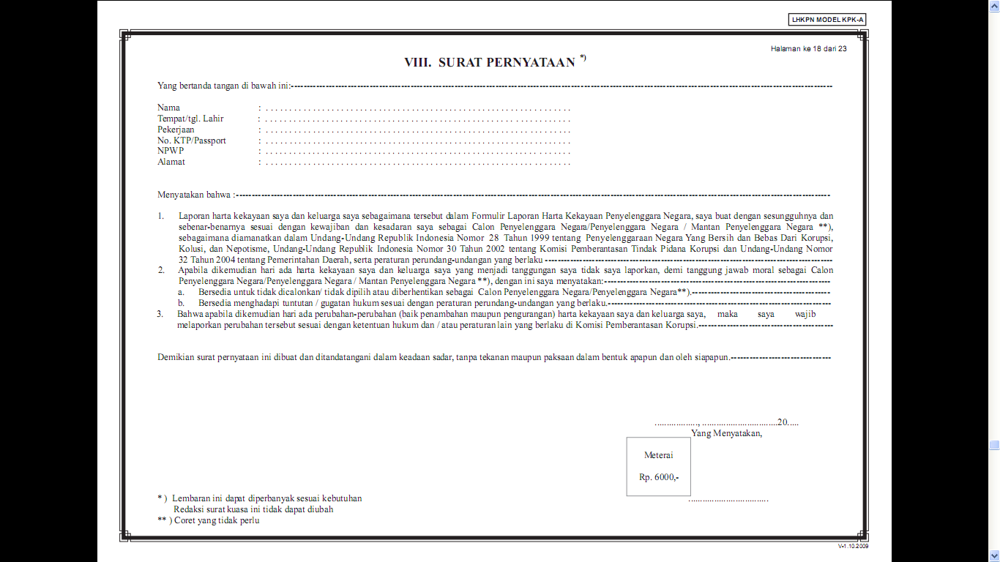 LHKPN MODEL KPK-A
Halaman ke 18 dari 23
VIII. SURAT PERNYATAAN *)
Yang bertanda tangan di bawah ini:-----------------------------------------------------------------
Nama : . . . . . . . . . . . . . . . . . . . . . . . . . . . . . .
Tempat/tgl. Lahir : . . . . . . . . . . . . . . . . . . . . . . . . . . . . . .
Pekerjaan : . . . . . . . . . . . . . . . . . . . . . . . . . . . . . .
No. KTP/Passport : . . . . . . . . . . . . . . . . . . . . . . . . . . . . . .
NPWP : . . . . . . . . . . . . . . . . . . . . . . . . . . . . . .
Alamat : . . . . . . . . . . . . . . . . . . . . . . . . . . . . . .
Menyatakan bahwa :-----------------------------------------------------------------
1. Laporan harta kekayaan saya dan keluarga saya sebagaimana tersebut dalam Formulir Laporan Harta Kekayaan Penyelenggara Negara, saya buat dengan sesungguhnya dan
sebenar-benarnya sesuai dengan kewajiban dan kesadaran saya sebagai Calon Penyelenggara Negara/Penyelenggara Negara / Mantan Penyelenggara Negara **),
sebagaimana diamanatkan dalam Undang-Undang Republik Indonesia Nomor 28 Tahun 1999 tentang Penyelenggaraan Negara Yang Bersih dan Bebas Dari Korupsi,
Kolusi, dan Nepotisme, Undang-Undang Republik Indonesia Nomor 30 Tahun 2002 tentang Komisi Pemberantasan Tindak Pidana Korupsi dan Undang-Undang Nomor
32 Tahun 2004 tentang Pemerintahan Daerah, serta peraturan perundang-undangan yang berlaku ----------------------------------------
2. Apabila dikemudian hari ada harta kekayaan saya dan keluarga saya yang menjadi tanggungan saya tidak saya laporkan, demi tanggung jawab moral sebagai Calon
Penyelenggara Negara/Penyelenggara Negara / Mantan Penyelenggara Negara **), dengan ini saya menyatakan:------------------------------
a. Bersedia untuk tidak dicalonkan/ tidak dipilih atau diberhentikan sebagai Calon Penyelenggara Negara/Penyelenggara Negara**).--------------------
b. Bersedia menghadapi tuntutan / gugatan hukum sesuai dengan peraturan perundang-undangan yang berlaku.------------------------------
3. Bahwa apabila dikemudian hari ada perubahan-perubahan (baik penambahan maupun pengurangan) harta kekayaan saya dan keluarga saya, maka saya wajib
melaporkan perubahan tersebut sesuai dengan ketentuan hukum dan / atau peraturan lain yang berlaku di Komisi Pemberantasan Korupsi.--------------------
Demikian surat pernyataan ini dibuat dan ditandatangani dalam keadaan sadar, tanpa tekanan maupun paksaan dalam bentuk apapun dan oleh siapapun.---------------
.................., ................................20.....
Yang Menyatakan,
Meterai
Rp. 6000,-
..................................
* ) Lembaran ini dapat diperbanyak sesuai kebutuhan
Redaksi surat kuasa ini tidak dapat diubah
** ) Coret yang tidak perlu
V-1.10.2009